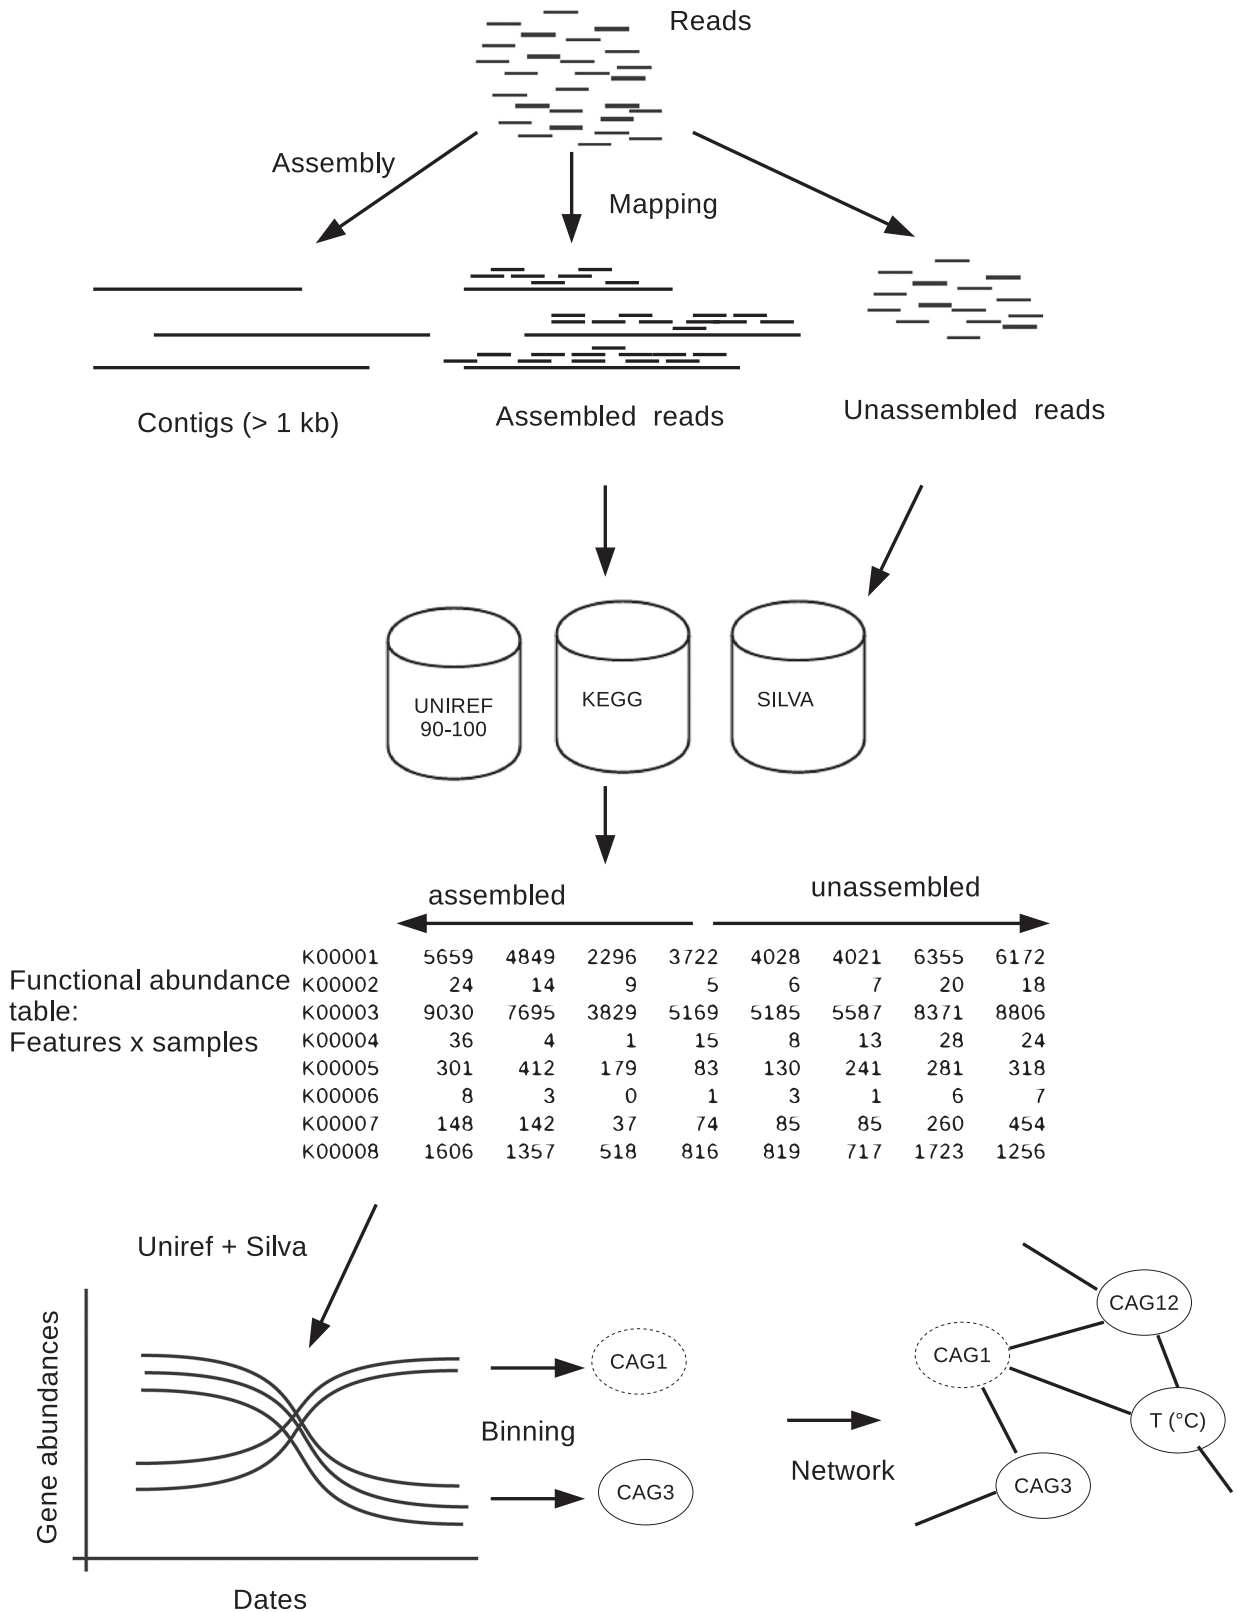 Reads
Assembly
Mapping
Contigs (> 1 kb)
Assembled reads
Unassembled reads
UNIREF
90-100
KEGG
SILVA
assembled
unassembled
Functional abundance
table:
Features x samples
K00001 5659 4849 2296 3722 4028 4021 6355 6172
K00002 24 14 9 5 6 7 20 18
K00003 9030 7695 3829 5169 5185 5587 8371 8806
K00004 36 4 1 15 8 13 28 24
K00005 301 412 179 83 130 241 281 318
K00006 8 3 0 1 3 1 6 7
K00007 148 142 37 74 85 85 260 454
K00008 1606 1357 518 816 819 717 1723 1256
Uniref + Silva
Gene abundances
Dates
CAG1
Binning
CAG3
Network
CAG12
CAG1
T (°C)
CAG3